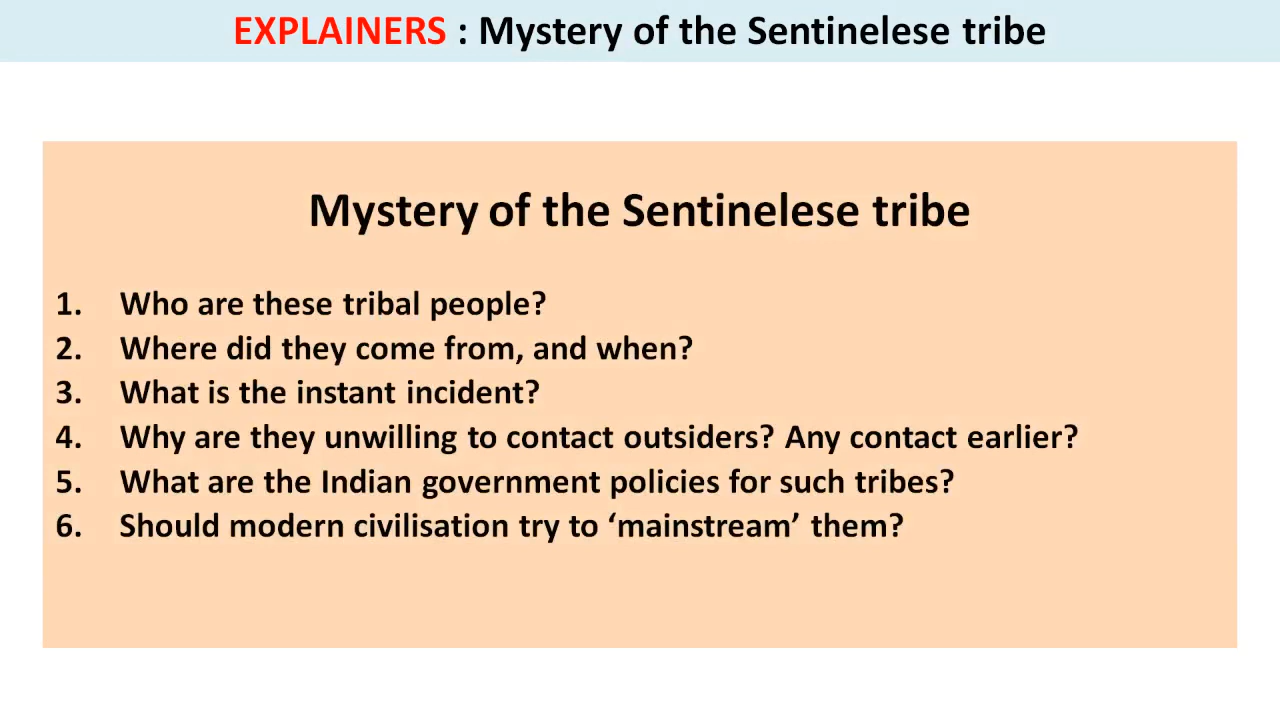 EXPLAINERS : Mystery of the Sentinelese tribe
Mystery of the Sentinelese tribe
1. Who are these tribal people?
2. Where did they come from, and when?
3. What is the instant incident?
4. Why are they unwilling to contact outsiders? Any contact earlier?
5. What are the Indian government policies for such tribes?
6. Should modern civilisation try to ‘mainstream’ them?